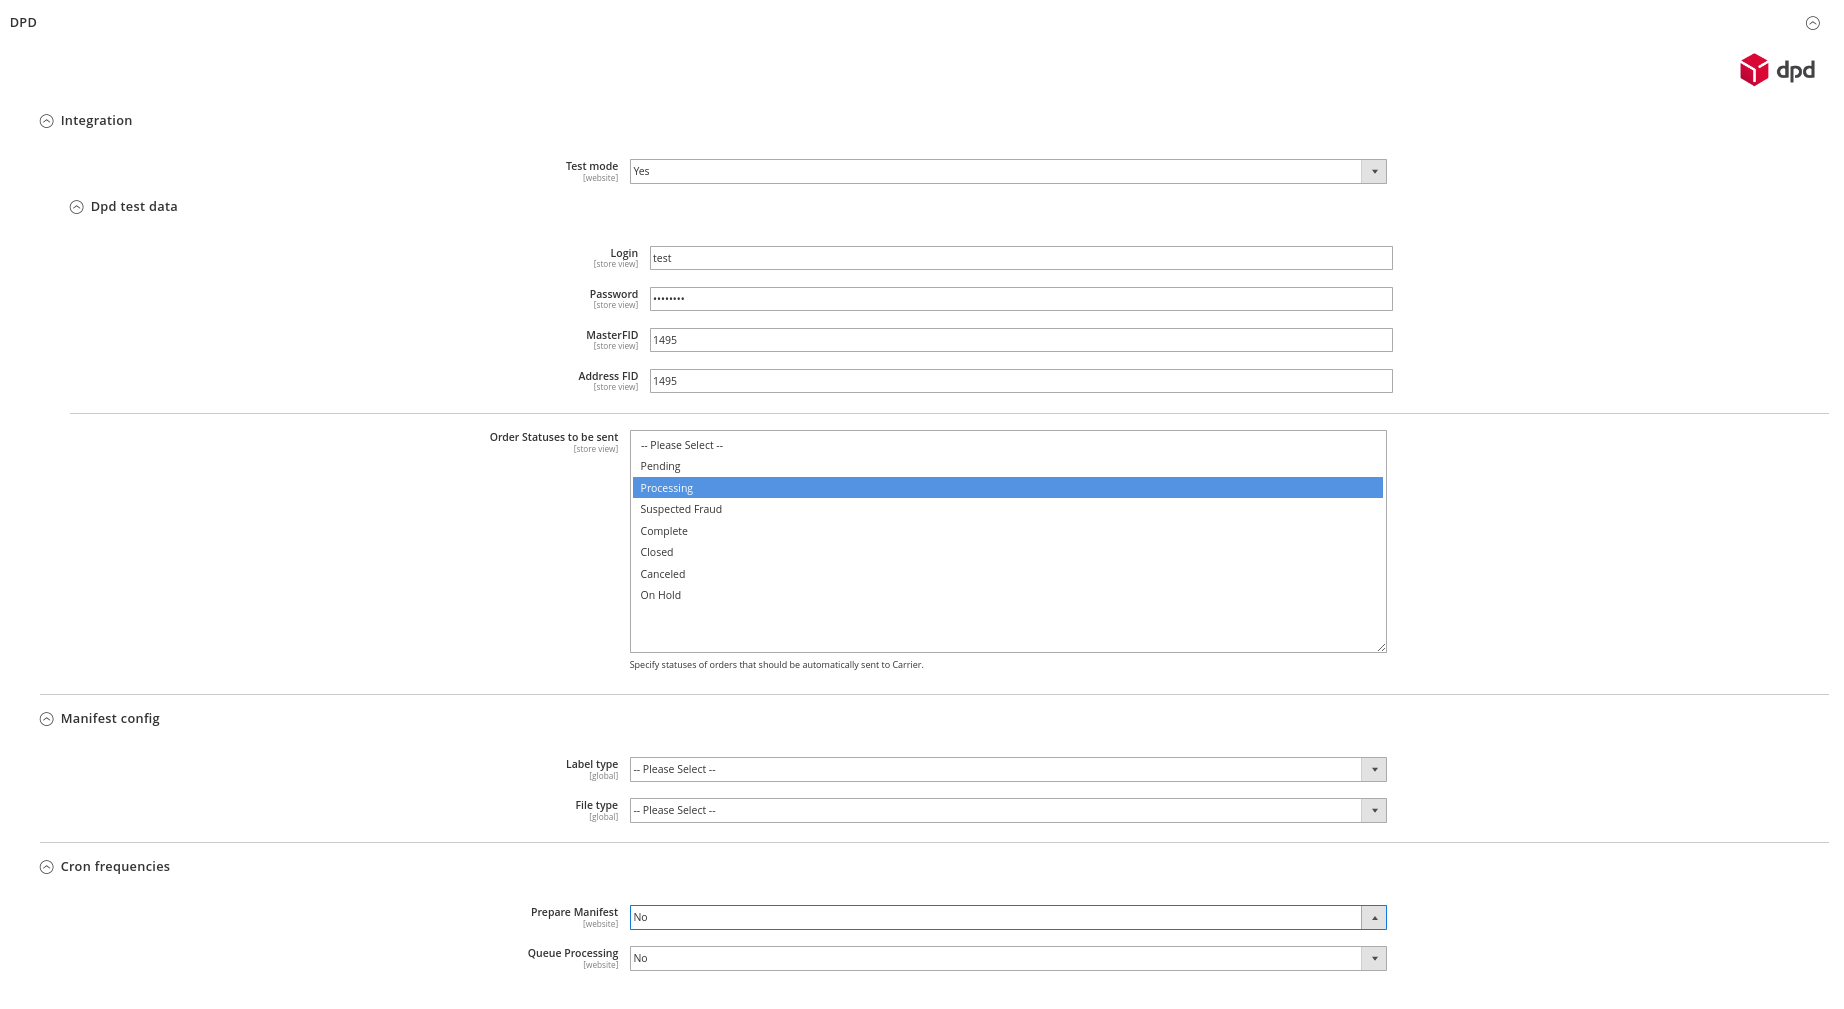 DPD
dpd
Integration
Test mode
[website]
Yes
Dpd test data
Login
[store view]
test
Password
[store view]
••••••••
MasterFID
[store view]
1495
Address FID
[store view]
1495
Order Statuses to be sent
[store view]
-- Please Select --
Pending
Processing
Suspected Fraud
Complete
Closed
Canceled
On Hold
Specify statuses of orders that should be automatically sent to Carrier.
Manifest config
Label type
[global]
-- Please Select --
File type
[global]
-- Please Select --
Cron frequencies
Prepare Manifest
[website]
No
Queue Processing
[website]
No